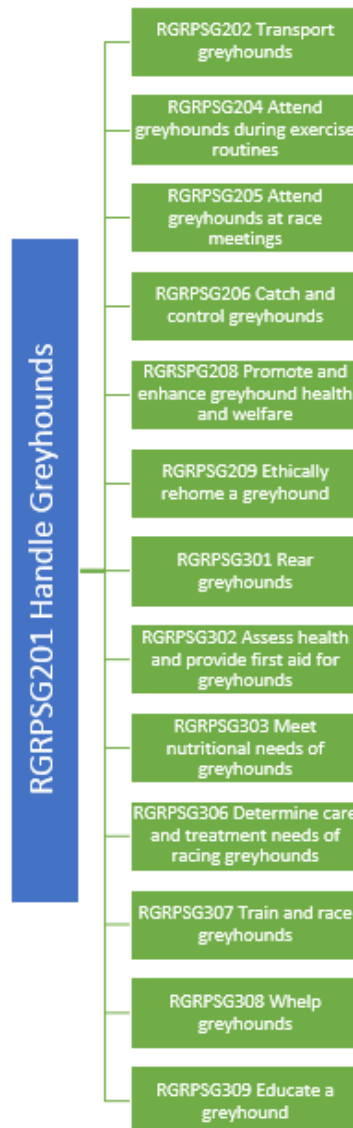 RGRPSG201 Handle Greyhounds
RGRPSG202 Transport
greyhounds
RGRPSG204 Attend
greyhounds during exercise
routines
RGRPSG205 Attend
greyhounds at race
meetings
RGRPSG206 Catch and
control greyhounds
RGRSPG208 Promote and
enhance greyhound health
and welfare
RGRPSG209 Ethically
rehome a greyhound
RGRPSG301 Rear
greyhounds
RGRPSG302 Assess health
and provide first aid for
greyhounds
RGRPSG303 Meet
nutritional needs of
greyhounds
RGRPSG306 Determine care
and treatment needs of
racing greyhounds
RGRPSG307 Train and race
greyhounds
RGRPSG308 Whelp
greyhounds
RGRPSG309 Educate a
greyhound